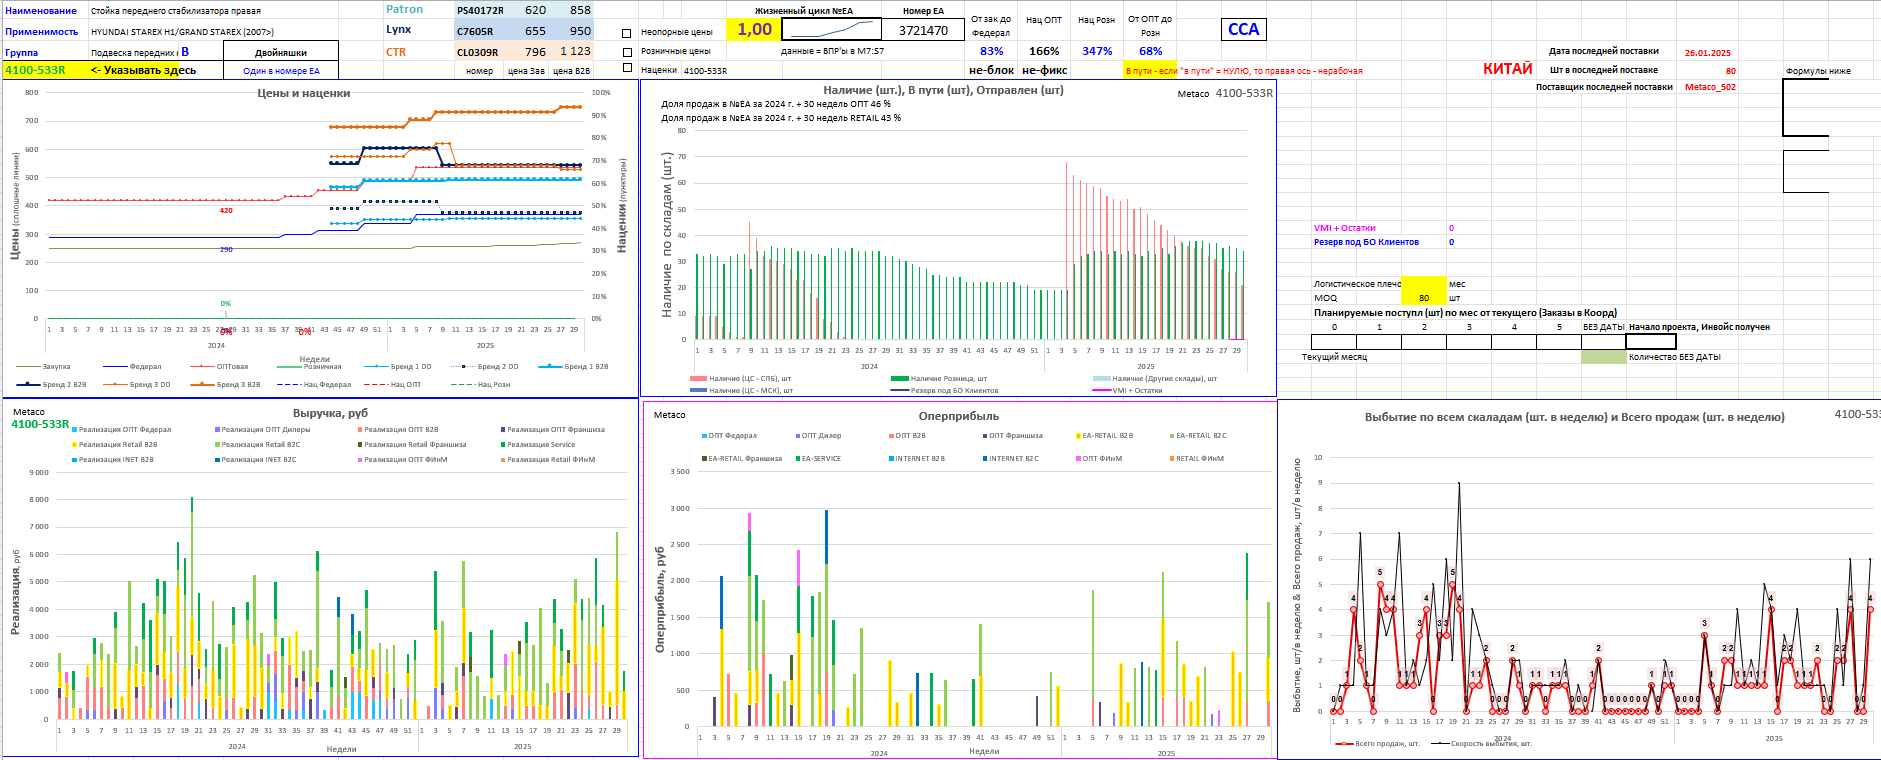 Наименование Стойка переднего стабилизатора правая
Применимость HYUNDAI STAREX H1/GRAND STAREX (2007>)
Группа Подвеска передних к B Двойняшки
4100-533R <- Указывать здесь Один в номере EA
Patron PS40172R 620 858
Lynx C7605R 655 950
CTR CL0309R 796 1 123
номер цена Зав цена B2B
Неопорные цены
Розничные цены
Наценки 4100-533R
Жизненный цикл №EA Номер EA
1,00 3721470
данные = ВПР'ы в M7:S7
От зак до Федерал Нац ОПТ Нац Розн От ОПТ до Розн
83% 166% 347% 68%
не-блок не-фикс
В пути - если "в пути" = НУЛЮ, то правая ось - нерабочая
CCA
КИТАЙ
Дата последней поставки 26.01.2025
Шт в последней поставке 80
Поставщик последней поставки Metaco_502
Формулы ниже
Цены и наценки
Цены (сплошные линии)
Наценки (пунктиры)
800
700
600
500
400
300
200
100
0
100%
90%
80%
70%
60%
50%
40%
30%
20%
10%
0%
420
290
0%
0%
0%
1 3 5 7 9 11 13 15 17 19 21 23 25 27 29 31 33 35 37 39 41 43 45 47 49 51 1 3 5 7 9 11 13 15 17 19 21 23 25 27 29
2024 2025
Недели
Закупка Федерал ОПТовая Розничная Бренд 1 DD Бренд 2 DD Бренд 1 B2B
Бренд 2 B2B Бренд 3 DD Бренд 3 B2B Нац Федерал Нац ОПТ Нац Розн
Наличие (шт.), В пути (шт), Отправлен (шт)
Metaco 4100-533R
Доля продаж в №EA за 2024 г. + 30 недель ОПТ 46 %
Доля продаж в №EA за 2024 г. + 30 недель RETAIL 43 %
Наличие по складам (шт.)
80
70
60
50
40
30
20
10
0
1 3 5 7 9 11 13 15 17 19 21 23 25 27 29 31 33 35 37 39 41 43 45 47 49 51 1 3 5 7 9 11 13 15 17 19 21 23 25 27 29
2024 2025
Наличие (ЦС - СПБ), шт Наличие Розница, шт Наличие (Другие склады), шт
Наличие (ЦС - МСК), шт Резерв под БО Клиентов VMI + Остатки
VMI + Остатки 0
Резерв под БО Клиентов 0
Логистическое плечо мес
MOQ 80 шт
Планируемые поступл (шт) по мес от текущего (Заказы в Коорд)
0 1 2 3 4 5 БЕЗ ДАТЫ Начало проекта, Инвойс получен
Текущий месяц Количество БЕЗ ДАТЫ
Metaco
4100-533R
Выручка, руб
Реализация ОПТ Федерал Реализация ОПТ Дилеры Реализация ОПТ B2B Реализация ОПТ Франшиза
Реализация Retail B2B Реализация Retail B2C Реализация Retail Франшиза Реализация Service
Реализация INET B2B Реализация INET B2C Реализация ОПТ ФИнМ Реализация Retail ФИнМ
Реализация, руб
9 000
8 000
7 000
6 000
5 000
4 000
3 000
2 000
1 000
0
1 3 5 7 9 11 13 15 17 19 21 23 25 27 29 31 33 35 37 39 41 43 45 47 49 51 1 3 5 7 9 11 13 15 17 19 21 23 25 27 29
2024 2025
Недели
Metaco
Оперприбыль
ОПТ Федерал ОПТ Дилер ОПТ B2B ОПТ Франшиза EA-RETAIL B2B EA-RETAIL B2C
EA-RETAIL Франшиза EA-SERVICE INTERNET B2B INTERNET B2C ОПТ ФИнМ RETAIL ФИнМ
Оперприбыль, руб
3 500
3 000
2 500
2 000
1 500
1 000
500
0
1 3 5 7 9 11 13 15 17 19 21 23 25 27 29 31 33 35 37 39 41 43 45 47 49 51 1 3 5 7 9 11 13 15 17 19 21 23 25 27 29
2024 2025
Недели
Выбытие по всем скаладам (шт. в неделю) и Всего продаж (шт. в неделю)
4100-533
Выбытие, шт/в неделю & Всего продаж, шт/в неделю
10
9
8
7
6
5
4
3
2
1
0
1 3 5 7 9 11 13 15 17 19 21 23 25 27 29 31 33 35 37 39 41 43 45 47 49 51 1 3 5 7 9 11 13 15 17 19 21 23 25 27 29
2024 2025
Всего продаж, шт. Скорость выбытия, шт.